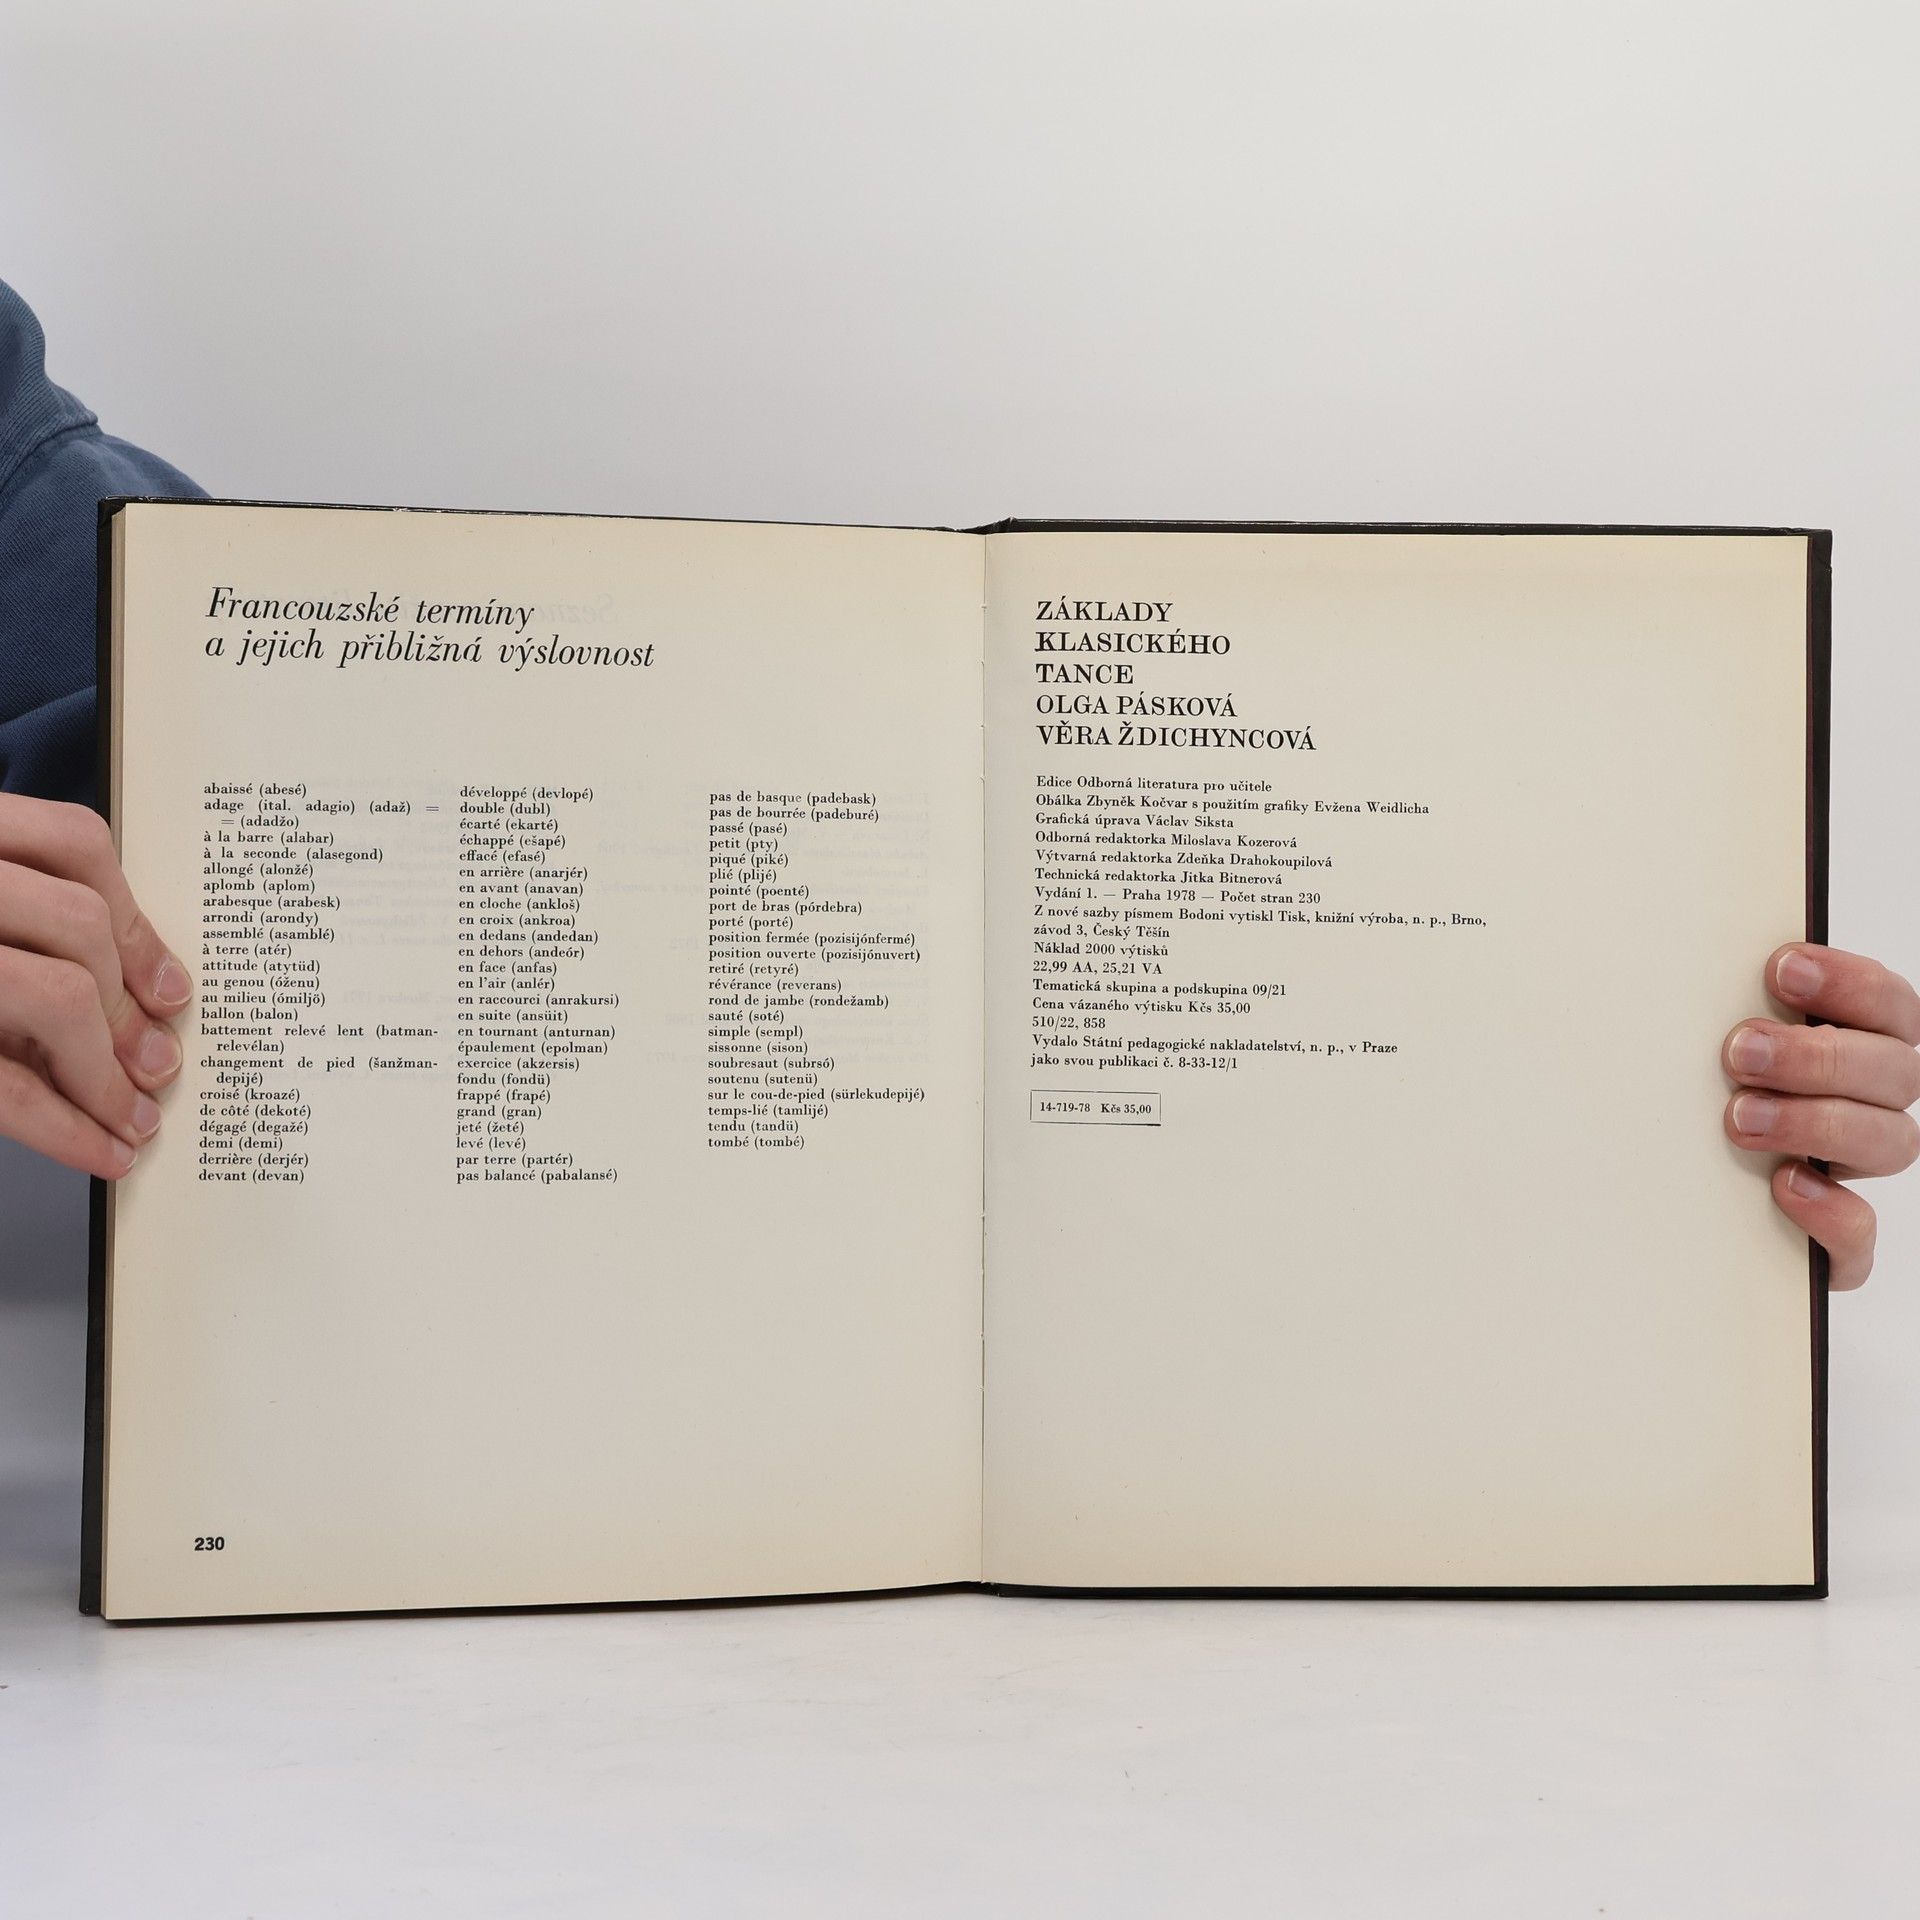 Francouzské termíny
a jejich přibližná výslovnost
abaissé (abesé)
adage (ital. adagio) (adaž) =
= (adadžo)
à la barre (alabar)
à la seconde (alasegond)
allongé (alonžé)
aplomb (aplom)
arabesque (arabesk)
arrondi (arondy)
assemblé (asamblé)
à terre (atér)
attitude (atytüd)
au genou (óženu)
au milieu (ómiljö)
ballon (balon)
battement relevé lent (batman-
relevélan)
changement de pied (šanžman-
depijé)
croisé (kroazé)
de côté (dekoté)
dégagé (degažé)
demi (demi)
derrière (derjér)
devant (devan)
développé (devlopé)
double (dubl)
écarté (ekarté)
échappé (ešapé)
effacé (efasé)
en arrière (anarjér)
en avant (anavan)
en cloche (ankloš)
en croix (ankroa)
en dedans (andedan)
en dehors (andeór)
en face (anfas)
en l'air (anlér)
en raccourci (anrakursi)
en suite (ansüit)
en tournant (anturnan)
épaulement (epolman)
exercice (akzersis)
fondu (fondü)
frappé (frapé)
grand (gran)
jeté (žeté)
levé (levé)
par terre (partér)
pas balancé (pabalansé)
pas de basque (padebask)
pas de bourrée (padeburé)
passé (pasé)
petit (pty)
piqué (piké)
plié (plijé)
pointé (poenté)
port de bras (pórdebra)
porté (porté)
position fermée (pozisijónfermé)
position ouverte (pozisijónuvert)
retiré (retyré)
révérance (reverans)
rond de jambe (rondežamb)
sauté (soté)
simple (sempl)
sissonne (sison)
soubresaut (subrsó)
soutenu (sutenü)
sur le cou-de-pied (sürlekudepijé)
temps-lié (tamlijé)
tendu (tandü)
tombé (tombé)
230
ZÁKLADY
KLASICKÉHO
TANCE
OLGA PÁSKOVÁ
VĚRA ŽDICHYNCOVÁ
Edice Odborná literatura pro učitele
Obálka Zbyněk Kočvar s použitím grafiky Evžena Weidlicha
Grafická úprava Václav Siksta
Odborná redaktorka Miloslava Kozerová
Výtvarná redaktorka Zdeňka Drahokoupilová
Technická redaktorka Jitka Bitnerová
Vydání 1. — Praha 1978 — Počet stran 230
Z nové sazby písmem Bodoni vytiskl Tisk, knižní výroba, n. p., Brno,
závod 3, Český Těšín
Náklad 2000 výtisků
22,99 AA, 25,21 VA
Tematická skupina a podskupina 09/21
Cena vázaného výtisku Kčs 35,00
510/22, 858
Vydalo Státní pedagogické nakladatelství, n. p., v Praze
jako svou publikaci č. 8-33-12/1
14-719-78 Kčs 35,00